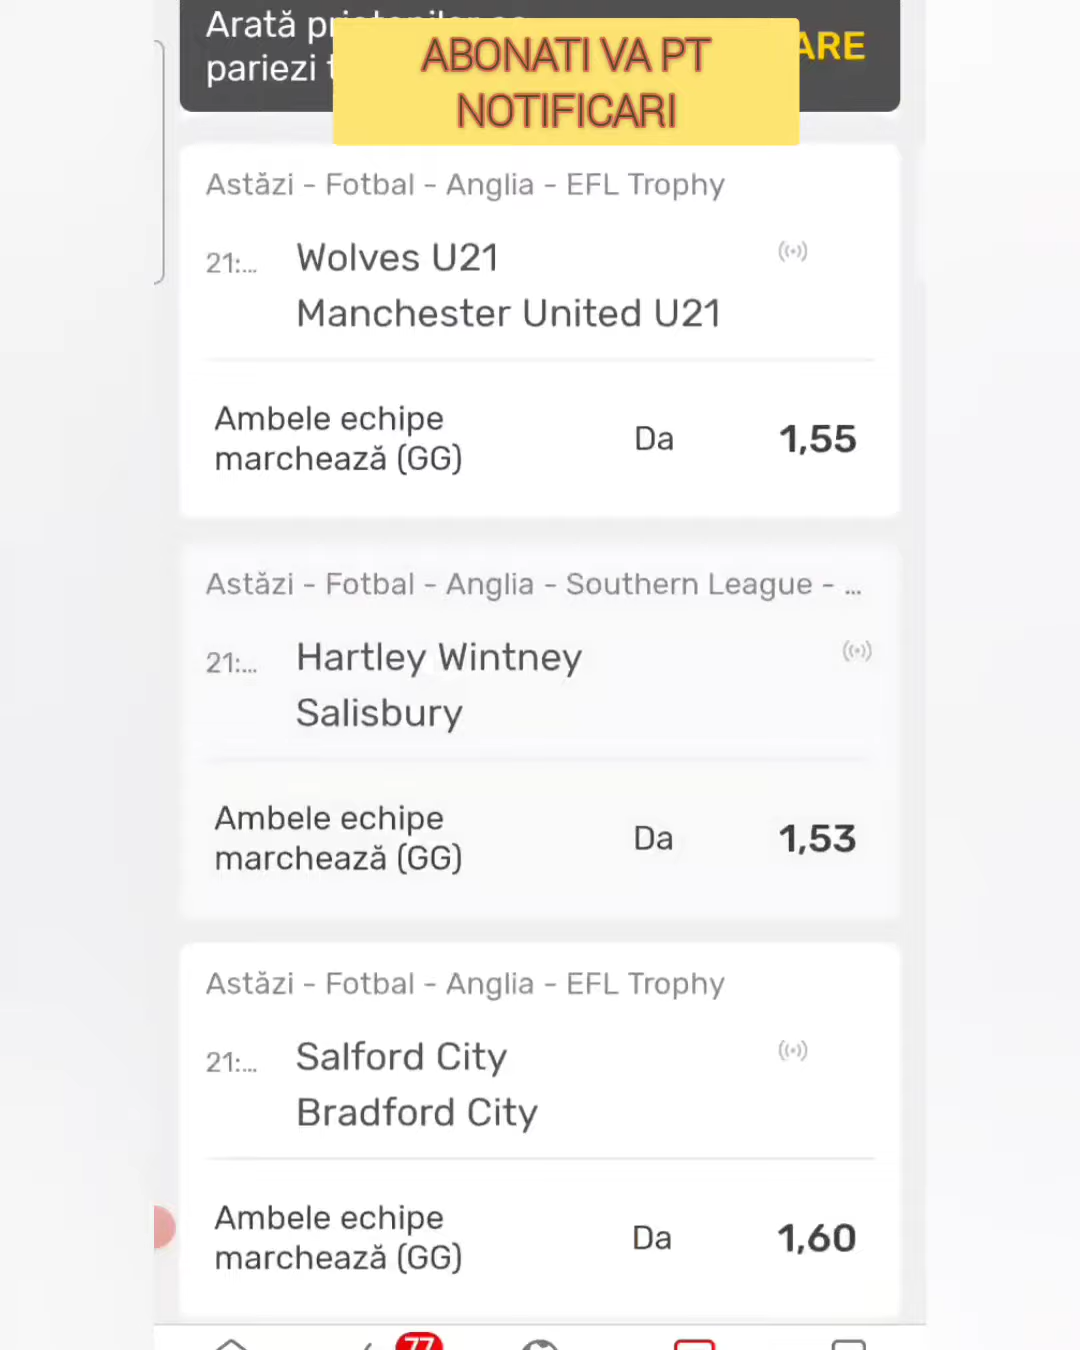 Arată
pariezi
ARE
ABONATI VA PT
NOTIFICARI
Astăzi - Fotbal - Anglia - EFL Trophy
21:... Wolves U21
Manchester United U21
Ambele echipe
marchează (GG) Da 1,55
Astăzi - Fotbal - Anglia - Southern League - ...
21:... Hartley Wintney
Salisbury
Ambele echipe
marchează (GG) Da 1,53
Astăzi - Fotbal - Anglia - EFL Trophy
21:... Salford City
Bradford City
Ambele echipe
marchează (GG) Da 1,60
77